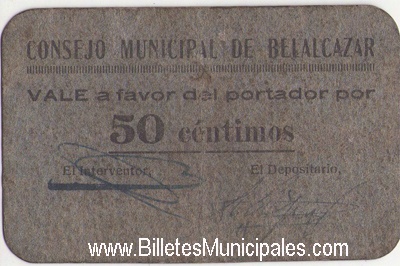 CONSEJO MUNICIPAL DE BELALCAZAR
VALE a favor del portador por
50 céntimos
El Interventor, El Depositario,
www.BilletesMunicipales.com